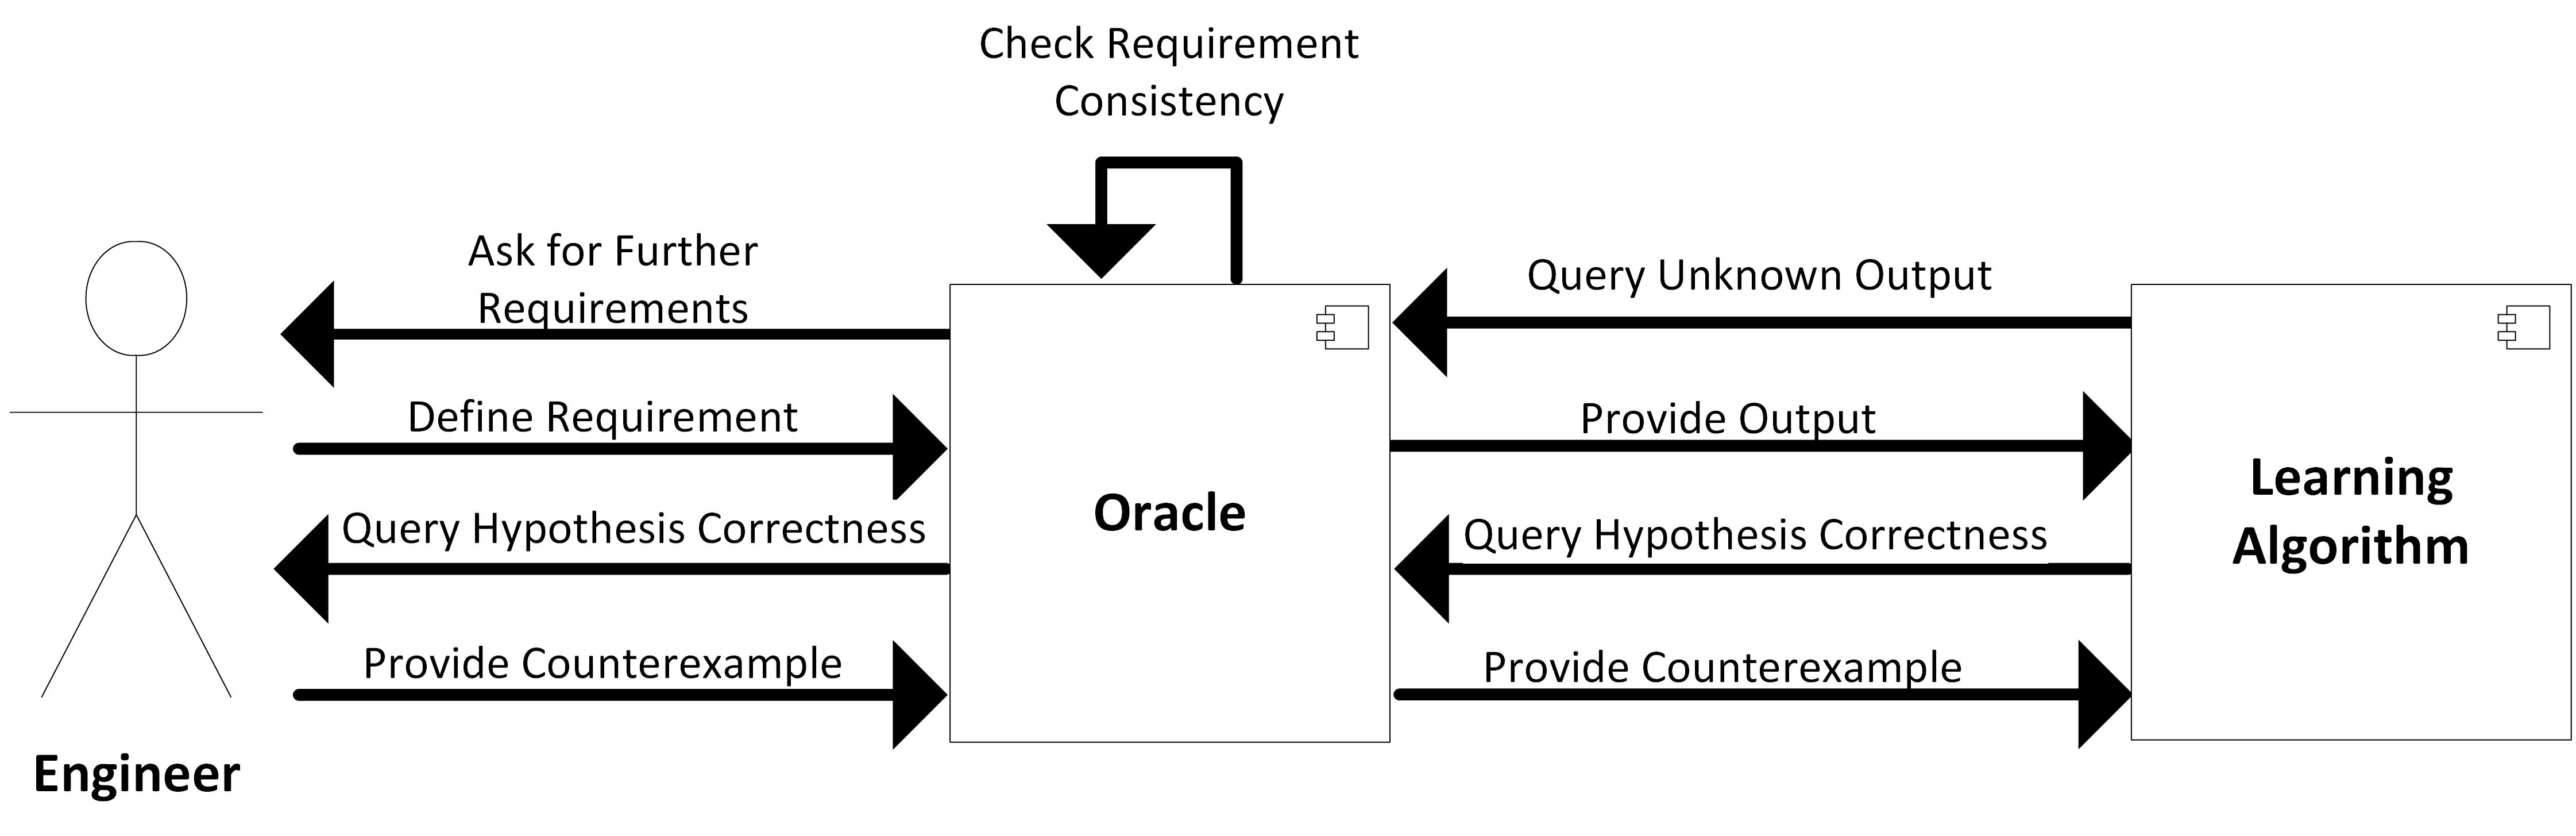 Check Requirement
Consistency
Ask for Further
Requirements
Define Requirement
Query Hypothesis Correctness
Provide Counterexample
Engineer
Oracle
Query Unknown Output
Provide Output
Query Hypothesis Correctness
Provide Counterexample
Learning
Algorithm